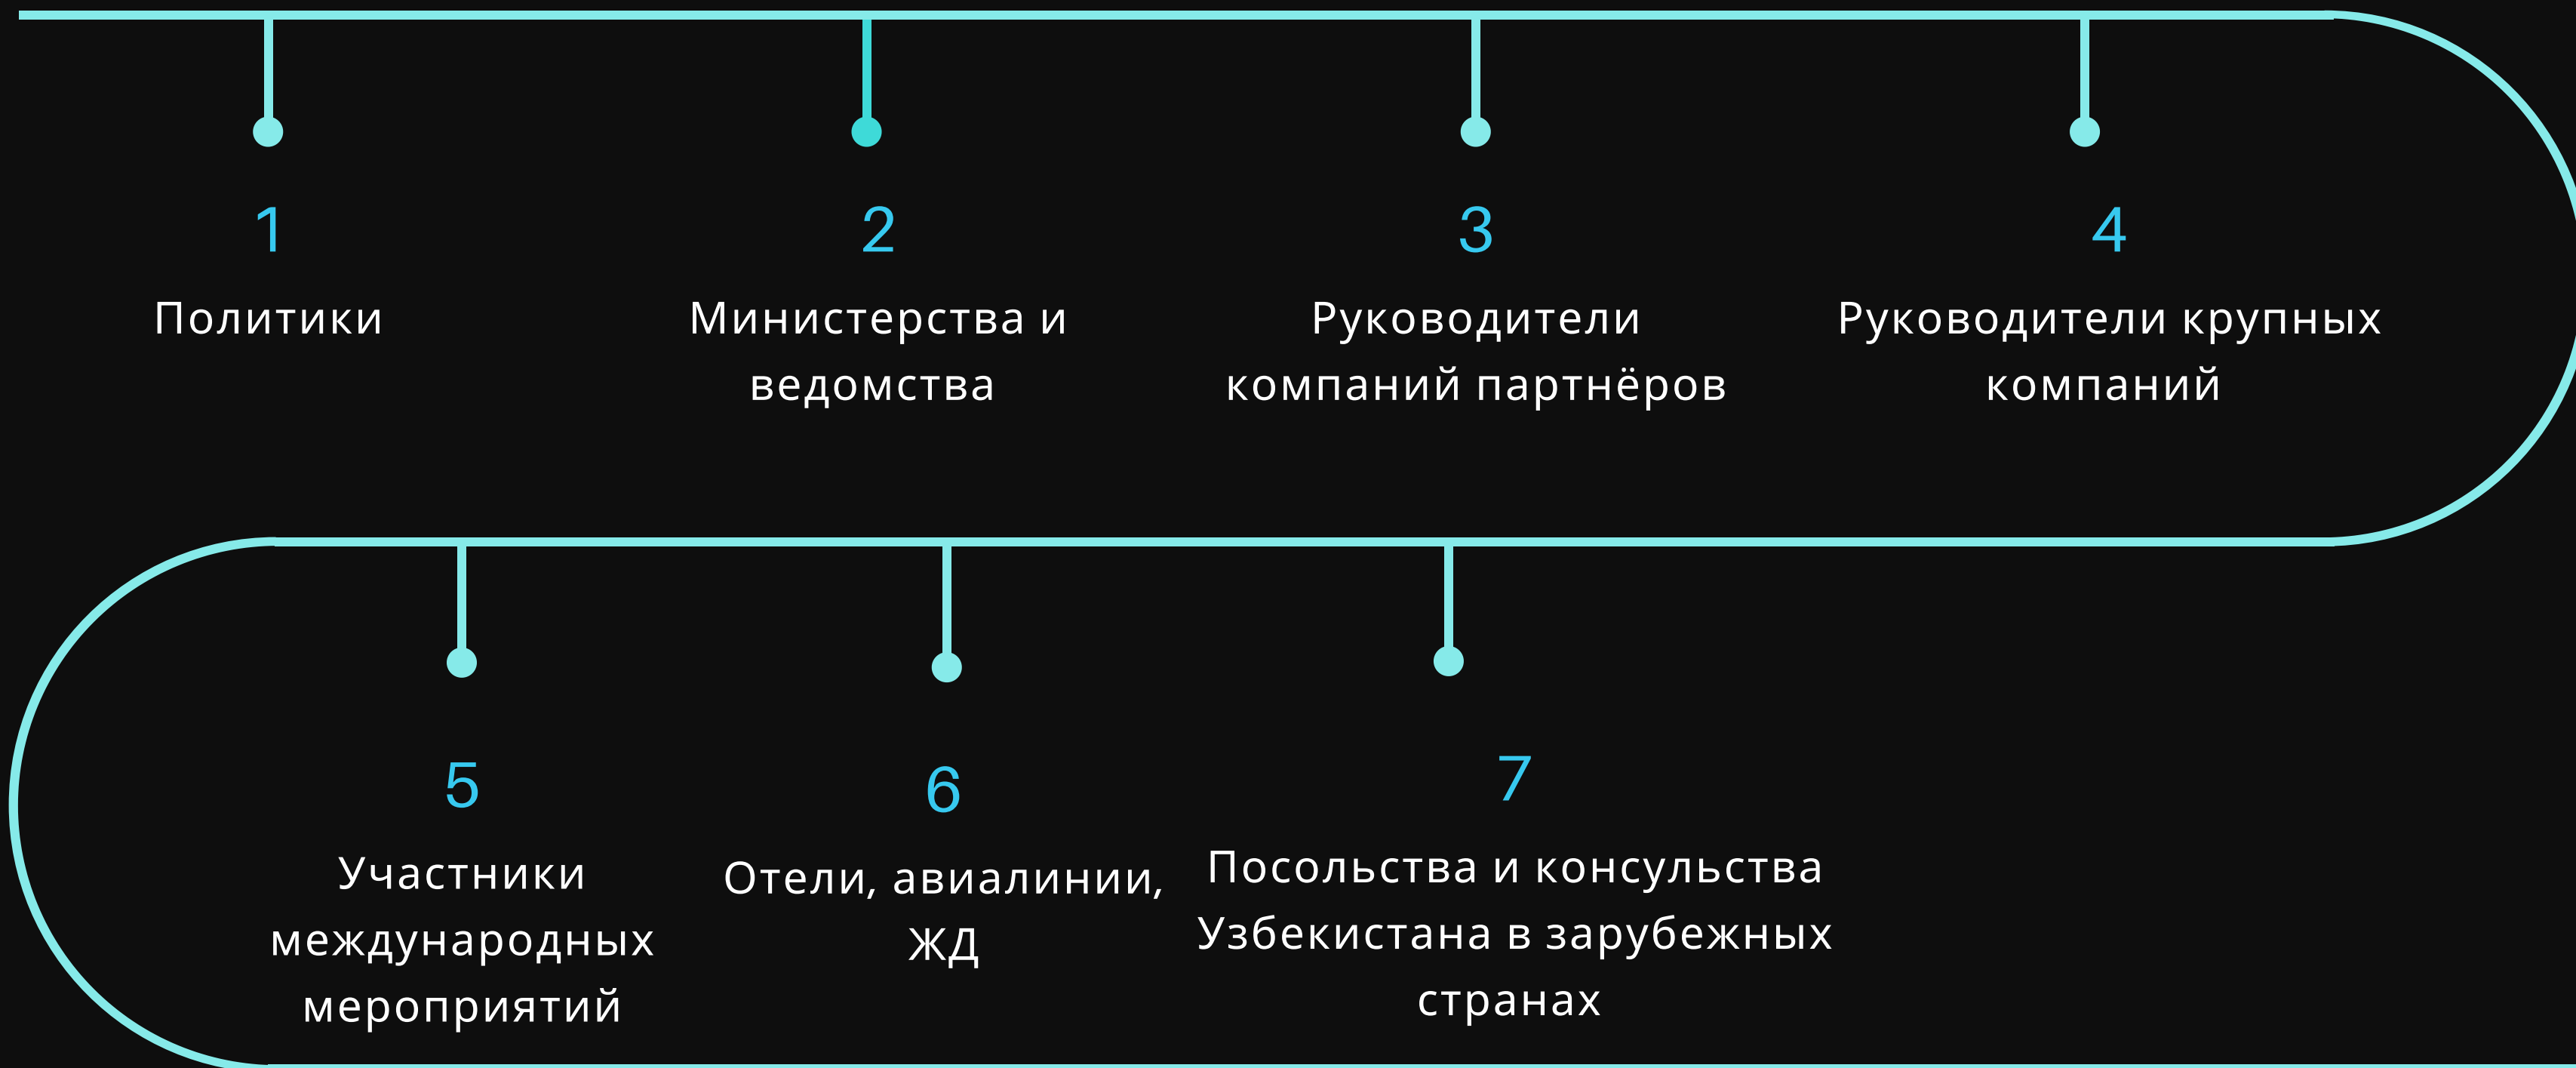 1
Политики
2
Министерства и
ведомства
3
Руководители
компаний партнёров
4
Руководители крупных
компаний
5
Участники
международных
мероприятий
6
Отели, авиалинии,
ЖД
7
Посольства и консульства
Узбекистана в зарубежных
странах